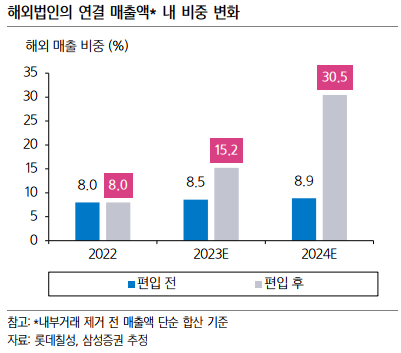 해외법인의 연결 매출액* 내 비중 변화
해외 매출 비중 (%)
35
30
25
20
15
10
5
0
8.0
8.0
8.5
15.2
8.9
30.5
2022
2023E
2024E
편입 전
편입 후
참고: *내부거래 제거 전 매출액 단순 합산 기준
자료: 롯데칠성, 삼성증권 추정